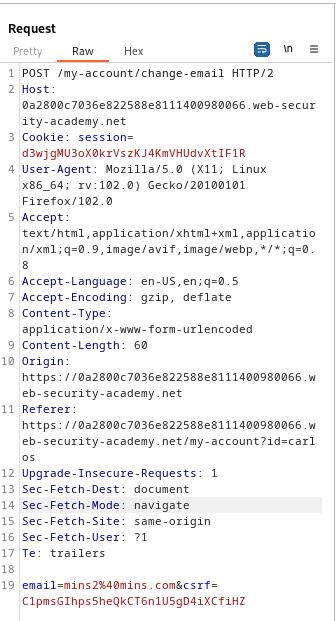 Request
Pretty Raw Hex \n ≡
1 POST /my-account/change-email HTTP/2
2 Host:
0a2800c7036e822588e8111400980066.web-secur
ity-academy.net
3 Cookie: session=
d3wjgMU3oX0krVszKJ4KmVHUdvXtIF1R
4 User-Agent: Mozilla/5.0 (X11; Linux
x86_64; rv:102.0) Gecko/20100101
Firefox/102.0
5 Accept:
text/html,application/xhtml+xml,applicatio
n/xml;q=0.9,image/avif,image/webp,*/*;q=0.
8
6 Accept-Language: en-US,en;q=0.5
7 Accept-Encoding: gzip, deflate
8 Content-Type:
application/x-www-form-urlencoded
9 Content-Length: 60
10 Origin:
https://0a2800c7036e822588e8111400980066.w
eb-security-academy.net
11 Referer:
https://0a2800c7036e822588e8111400980066.w
eb-security-academy.net/my-account?id=carl
os
12 Upgrade-Insecure-Requests: 1
13 Sec-Fetch-Dest: document
14 Sec-Fetch-Mode: navigate
15 Sec-Fetch-Site: same-origin
16 Sec-Fetch-User: ?1
17 Te: trailers
18
19 email=mins2%40mins.com&csrf=
C1pmsGIhps5heQkCT6n1U5gD4iXCfiHZ